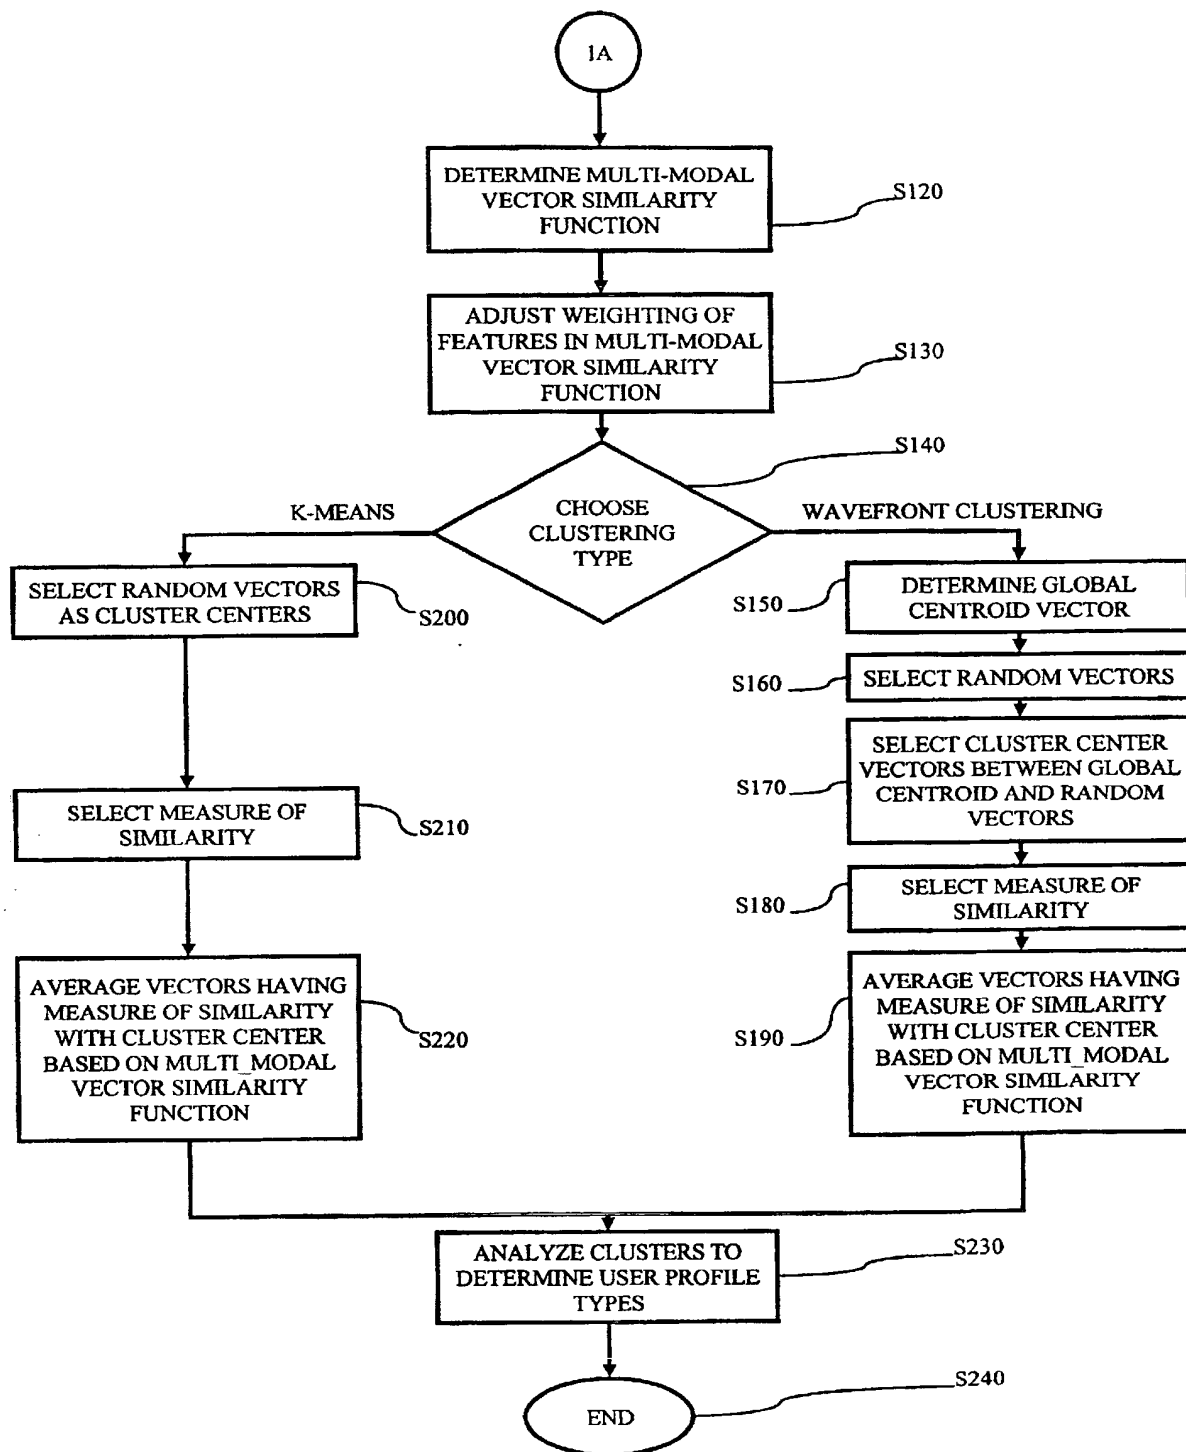 1A
DETERMINE MULTI-MODAL
VECTOR SIMILARITY
FUNCTION
S120
ADJUST WEIGHTING OF
FEATURES IN MULTI-MODAL
VECTOR SIMILARITY
FUNCTION
S130
S140
CHOOSE
CLUSTERING
TYPE
K-MEANS
WAVEFRONT CLUSTERING
SELECT RANDOM VECTORS
AS CLUSTER CENTERS
S200
SELECT MEASURE OF
SIMILARITY
S210
AVERAGE VECTORS HAVING
MEASURE OF SIMILARITY
WITH CLUSTER CENTER
BASED ON MULTI_MODAL
VECTOR SIMILARITY
FUNCTION
S220
S150
DETERMINE GLOBAL
CENTROID VECTOR
S160
SELECT RANDOM VECTORS
S170
SELECT CLUSTER CENTER
VECTORS BETWEEN GLOBAL
CENTROID AND RANDOM
VECTORS
S180
SELECT MEASURE OF
SIMILARITY
S190
AVERAGE VECTORS HAVING
MEASURE OF SIMILARITY
WITH CLUSTER CENTER
BASED ON MULTI_MODAL
VECTOR SIMILARITY
FUNCTION
ANALYZE CLUSTERS TO
DETERMINE USER PROFILE
TYPES
S230
END
S240